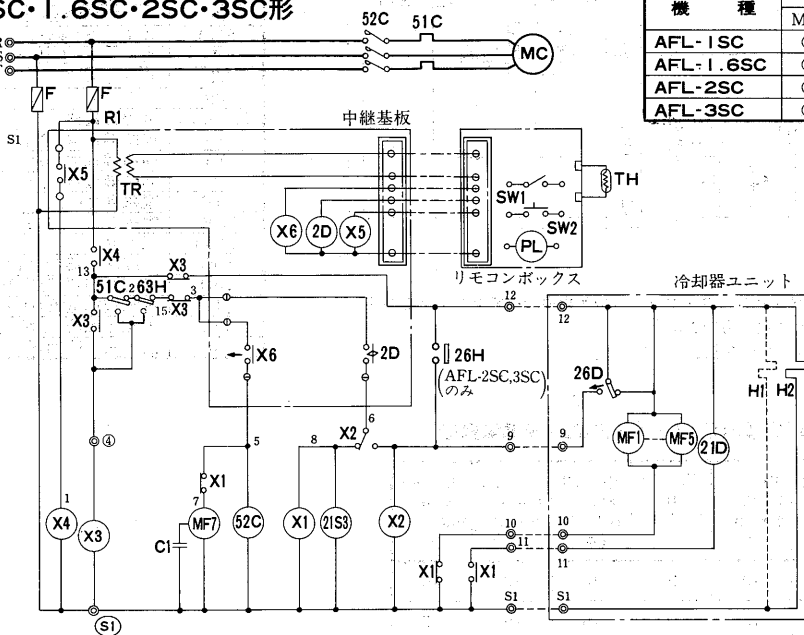 SC・1.6SC・2SC・3SC形
機 種
M
AFL-1SC
AFL-1.6SC
AFL-2SC
AFL-3SC
52C 51C
MC
F F
R1
S1
中継基板
X5
TR
X6 2D X5
SW1
SW2
PL
TH
リモコンボックス
冷却器ユニット
X4
13
X3
51C 2 63H
X3 3
15
X3
12 12
X6
2D
26H
(AFL-2SC,3SC)
のみ
26D
H1 H2
④
6
X2
5 8
9 9
MF1 MF5 21D
X1
7
1
X4 X3 MF7 52C X1 21S3 X2
C1
10 10
11 11
X1 X1
S1 S1
S1